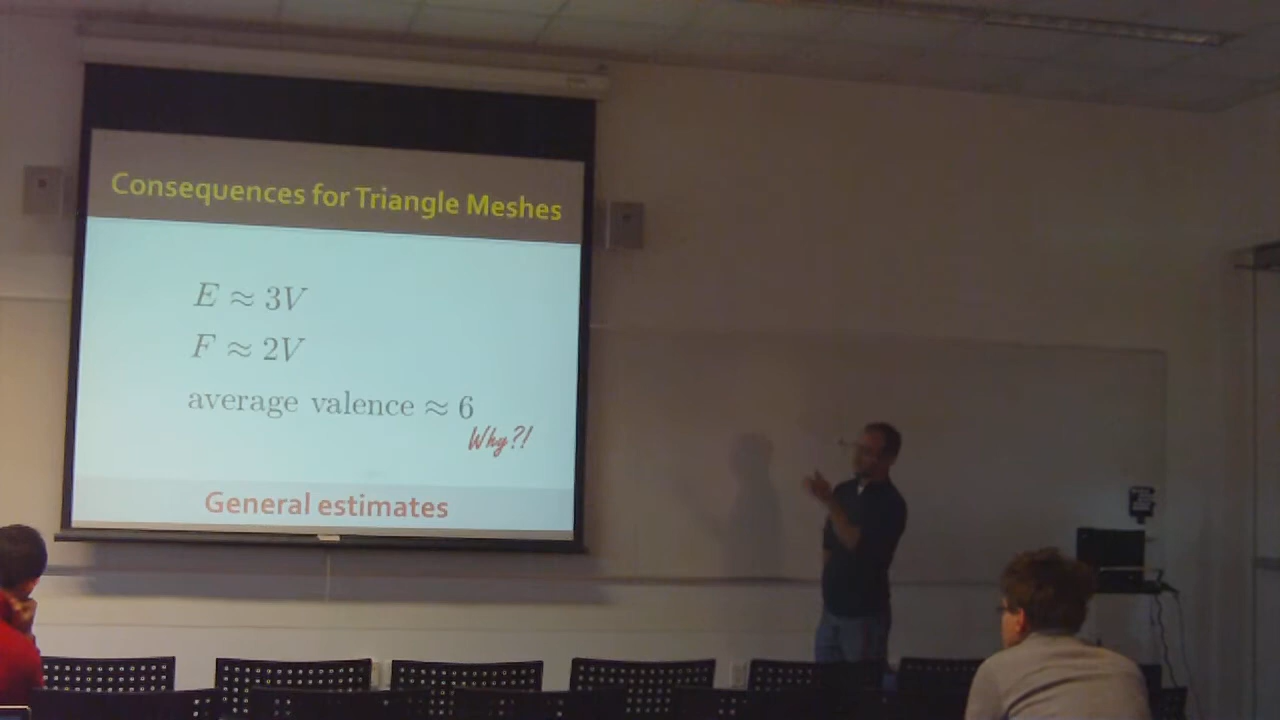 Consequences for Triangle Meshes
E ≈ 3V
F ≈ 2V
average valence ≈ 6
Why?!
General estimates